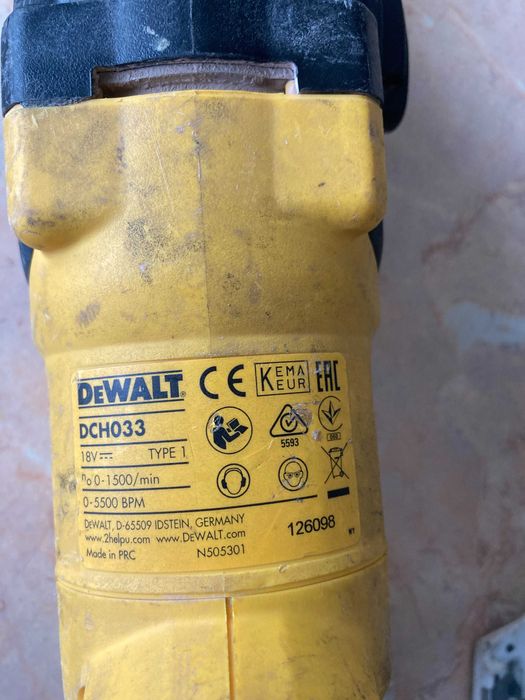 DEWALT® CE KEMA KEUR EAC
DCH033
18V⎓ TYPE 1
5593
n₀ 0-1500/min
0-5500 BPM
DEWALT, D-65509 IDSTEIN, GERMANY
www.2helpu.com www.DEWALT.com
126098
Made in PRC N505301